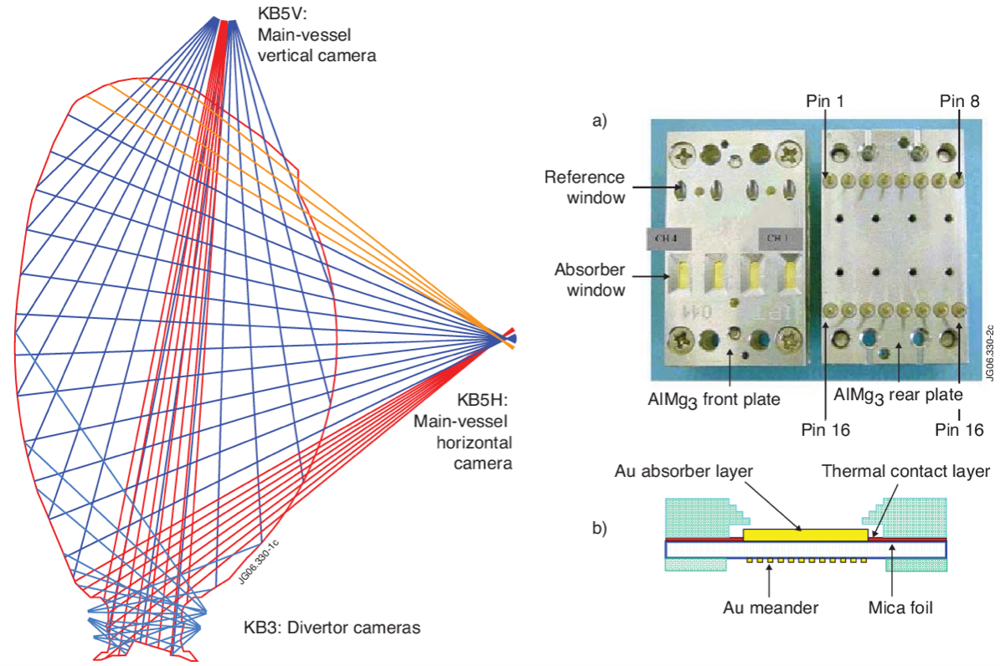 KB5V:
Main-vessel
vertical camera
KB5H:
Main-vessel
horizontal
camera
JG06.330-1c
KB3: Divertor cameras
a)
Pin 1
Pin 8
Reference
window
CH 4
CH 1
Absorber
window
JG06.330-2c
AlMg3 front plate
AlMg3 rear plate
Pin 16
Pin 16
b)
Au absorber layer
Thermal contact layer
Au meander
Mica foil